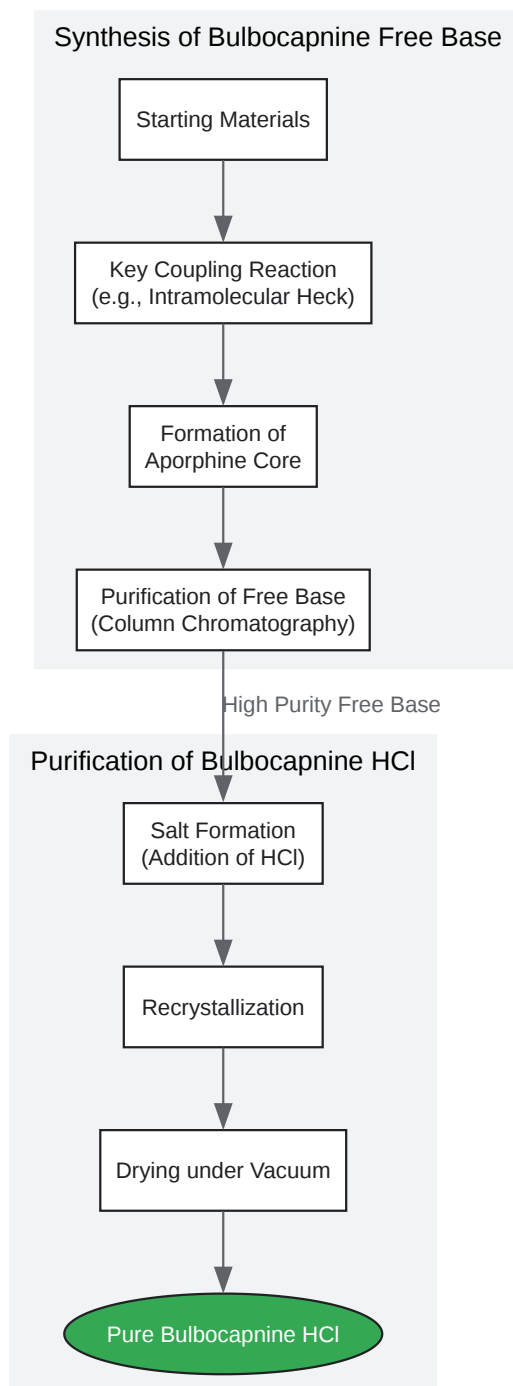 Synthesis of Bulbocapnine Free Base
Starting Materials
Key Coupling Reaction
(e.g., Intramolecular Heck)
Formation of
Aporphine Core
Purification of Free Base
(Column Chromatography)
High Purity Free Base
Purification of Bulbocapnine HCl
Salt Formation
(Addition of HCl)
Recrystallization
Drying under Vacuum
Pure Bulbocapnine HCl